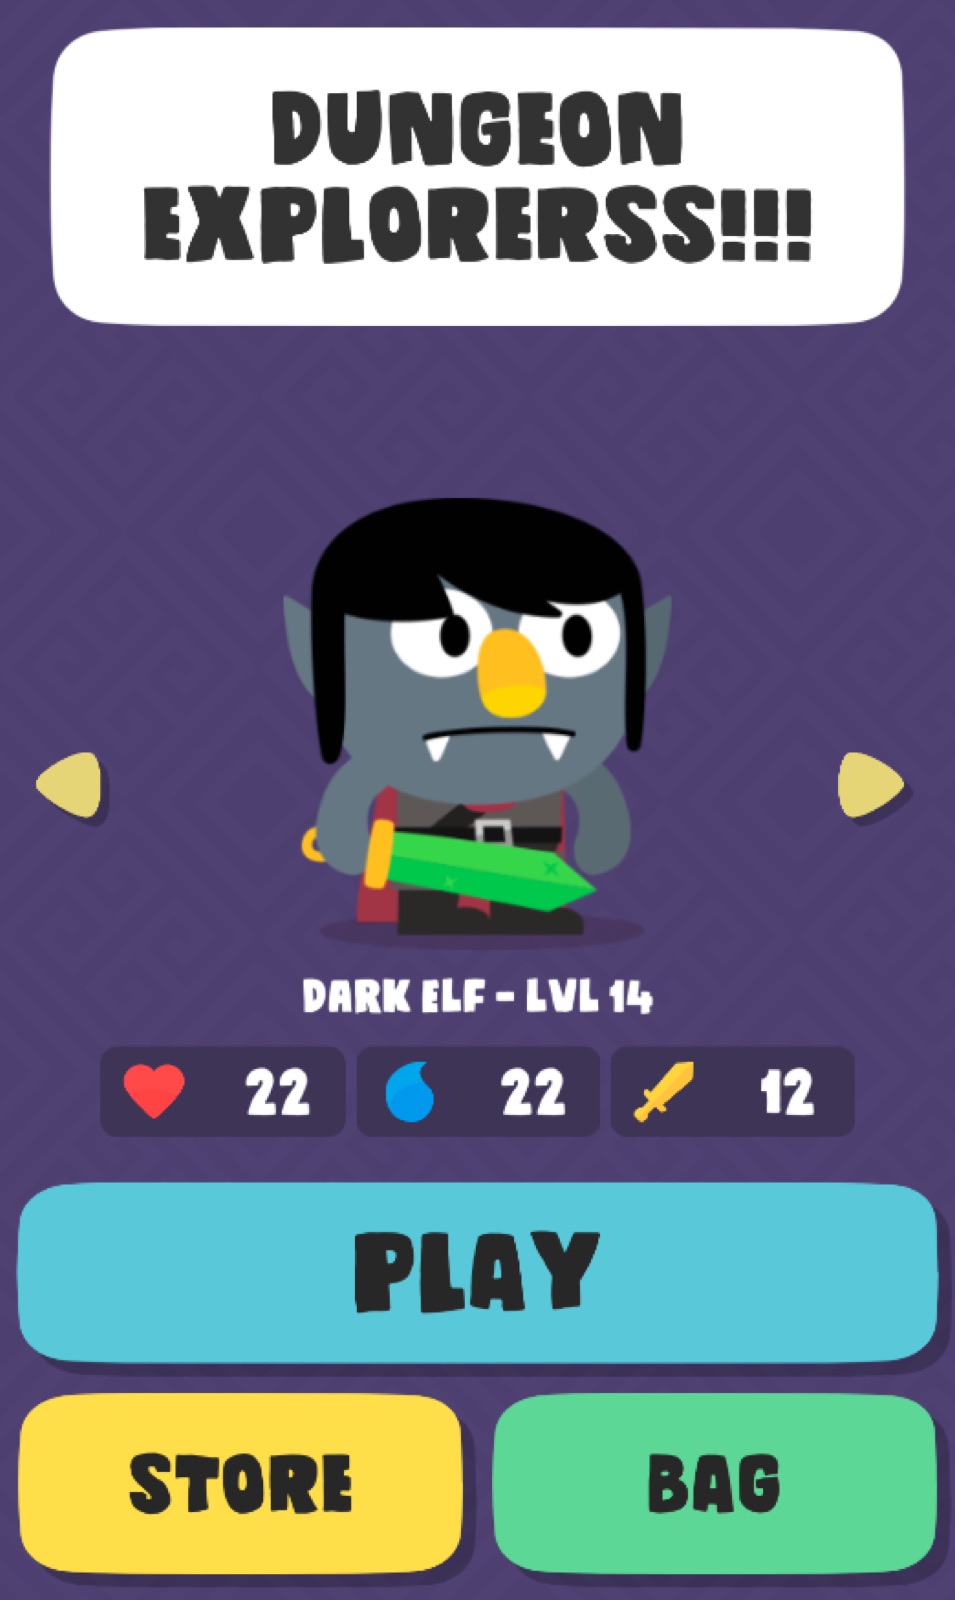 DUNGEON
EXPLORERSS!!!
DARK ELF - LVL 14
22 22 12
PLAY
STORE BAG